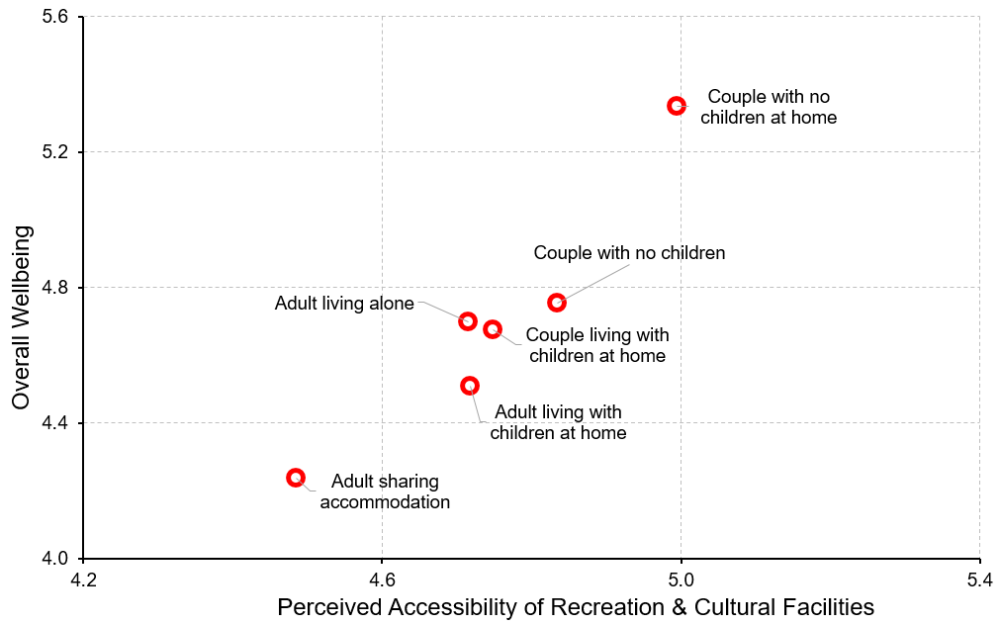 5.6
5.2
4.8
4.4
4.0
Overall Wellbeing
Couple with no
children at home
Couple with no children
Adult living alone
Couple living with
children at home
Adult living with
children at home
Adult sharing
accommodation
4.2
4.6
5.0
5.4
Perceived Accessibility of Recreation & Cultural Facilities